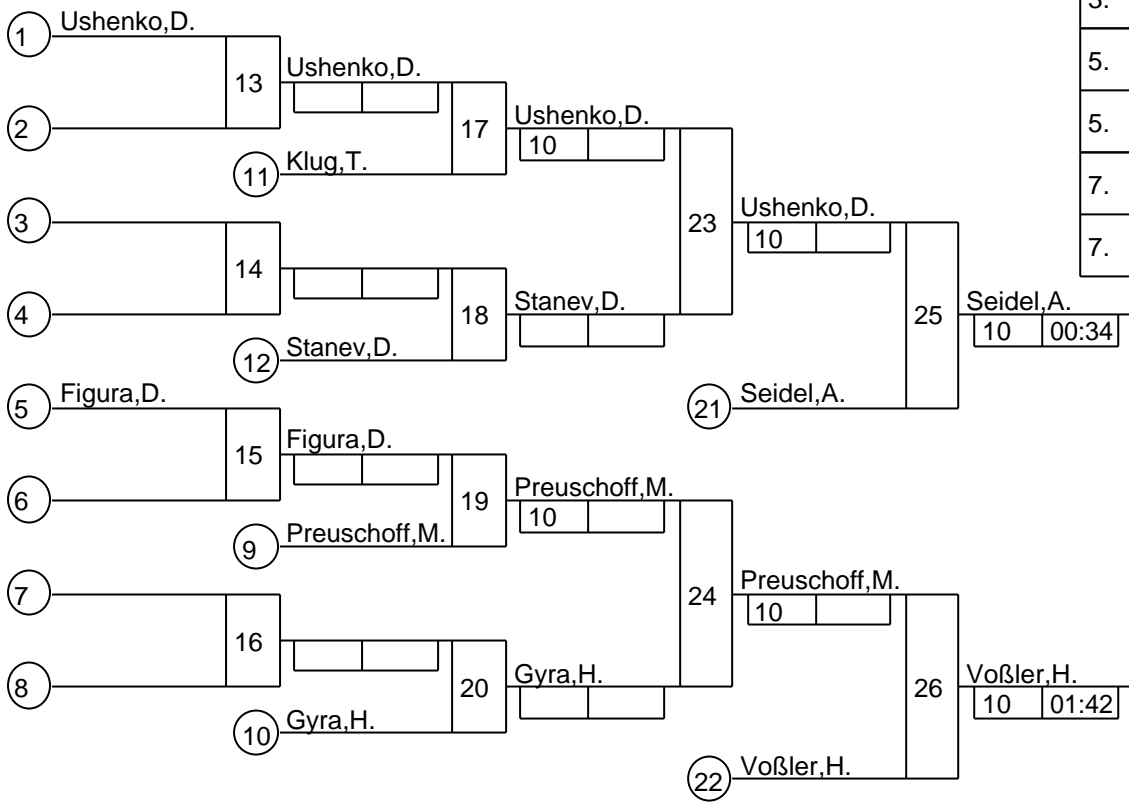 3.
1 Ushenko,D.
5.
13 Ushenko,D.
5.
2
17 Ushenko,D.
10
11 Klug,T.
7.
3
23 Ushenko,D.
10
7.
14
4
18 Stanev,D.
25 Seidel,A.
10 00:34
12 Stanev,D.
5 Figura,D.
21 Seidel,A.
15 Figura,D.
6
19 Preuschoff,M.
10
9 Preuschoff,M.
7
24 Preuschoff,M.
10
16
8
20 Gyra,H.
26 Voßler,H.
10 01:42
10 Gyra,H.
22 Voßler,H.